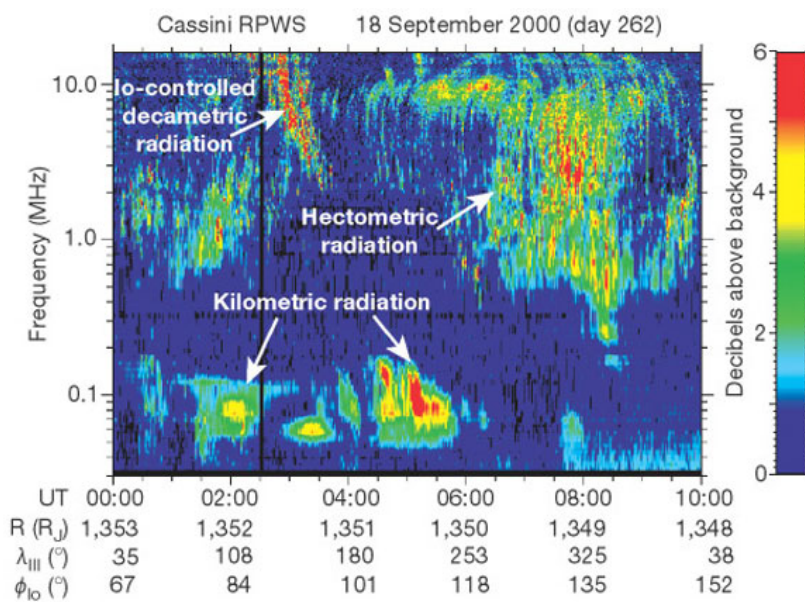 Cassini RPWS 18 September 2000 (day 262)
Io-controlled
decametric
radiation
Hectometric
radiation
Kilometric radiation
Frequency (MHz)
10.0
1.0
0.1
Decibels above background
6
4
2
0
UT 00:00 02:00 04:00 06:00 08:00 10:00
R (R_J) 1,353 1,352 1,351 1,350 1,349 1,348
λ_III (°) 35 108 180 253 325 38
ϕ_Io (°) 67 84 101 118 135 152